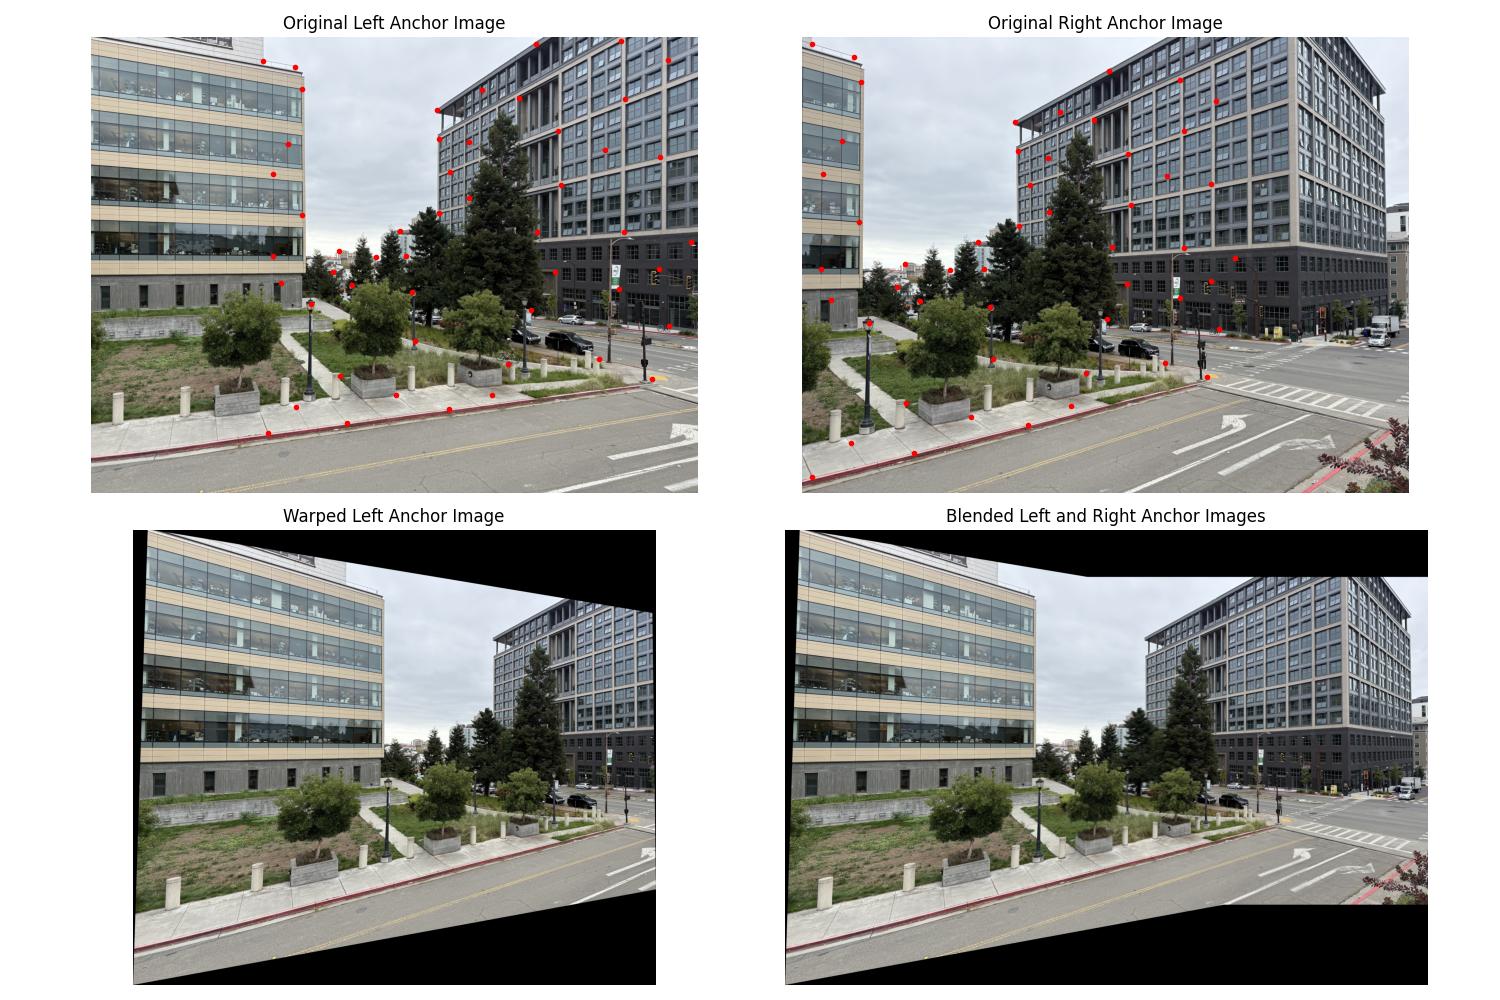 Original Left Anchor Image
Original Right Anchor Image
Warped Left Anchor Image
Blended Left and Right Anchor Images